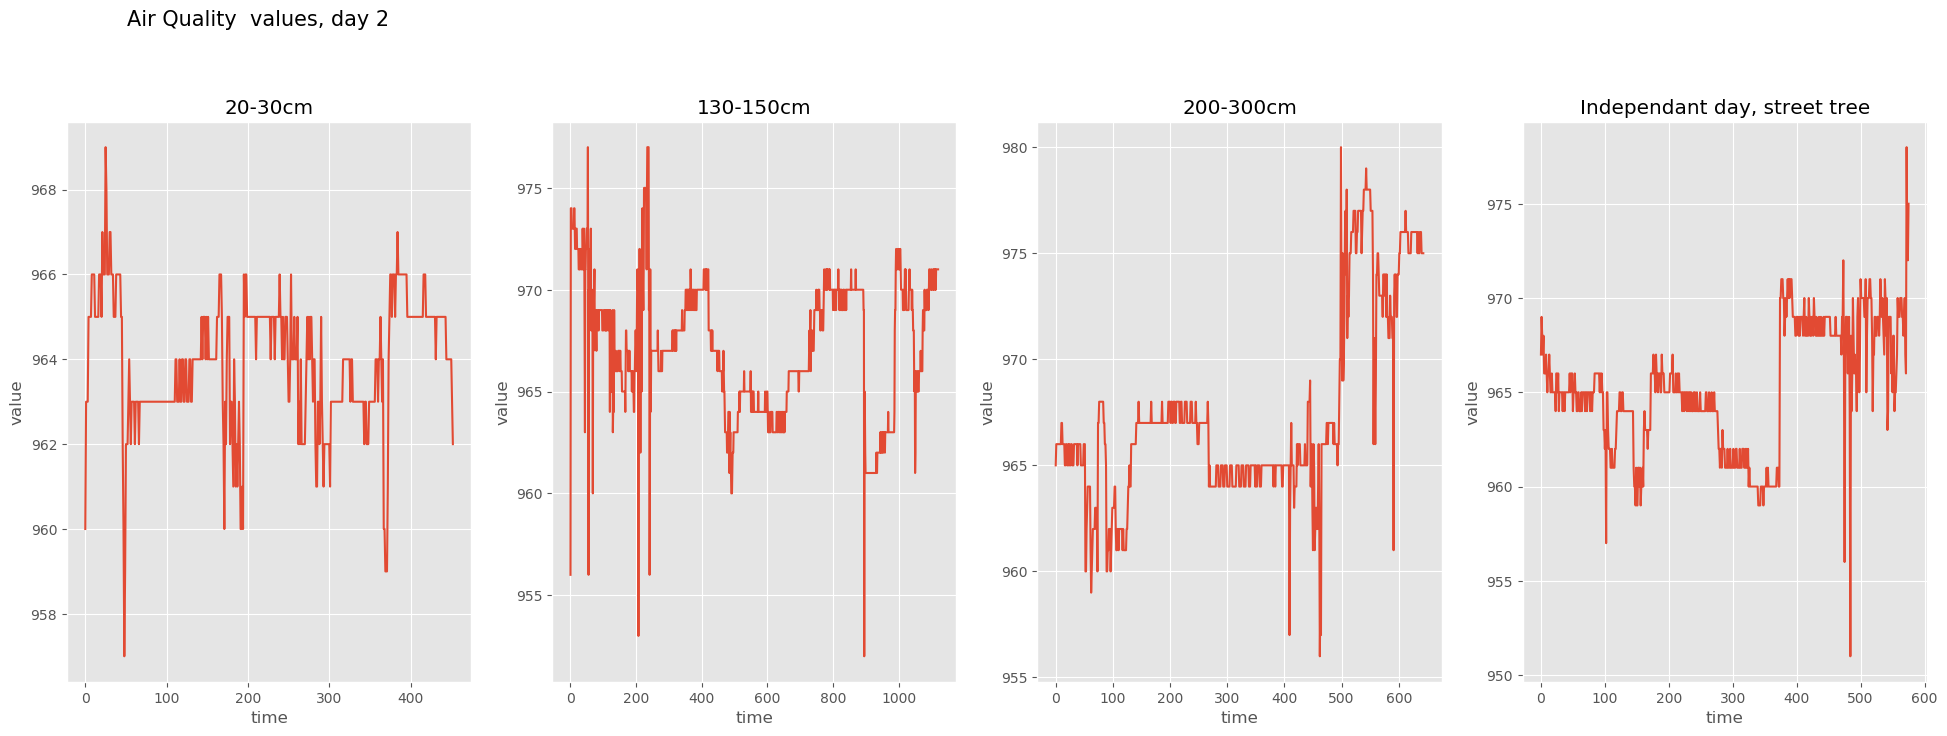 Air Quality  values, day 2
20-30cm
968
966
964
962
960
958
value
0 100 200 300 400
time
130-150cm
975
970
965
960
955
value
0 200 400 600 800 1000
time
200-300cm
980
975
970
965
960
955
value
0 100 200 300 400 500 600
time
Independant day, street tree
975
970
965
960
955
950
value
0 100 200 300 400 500 600
time